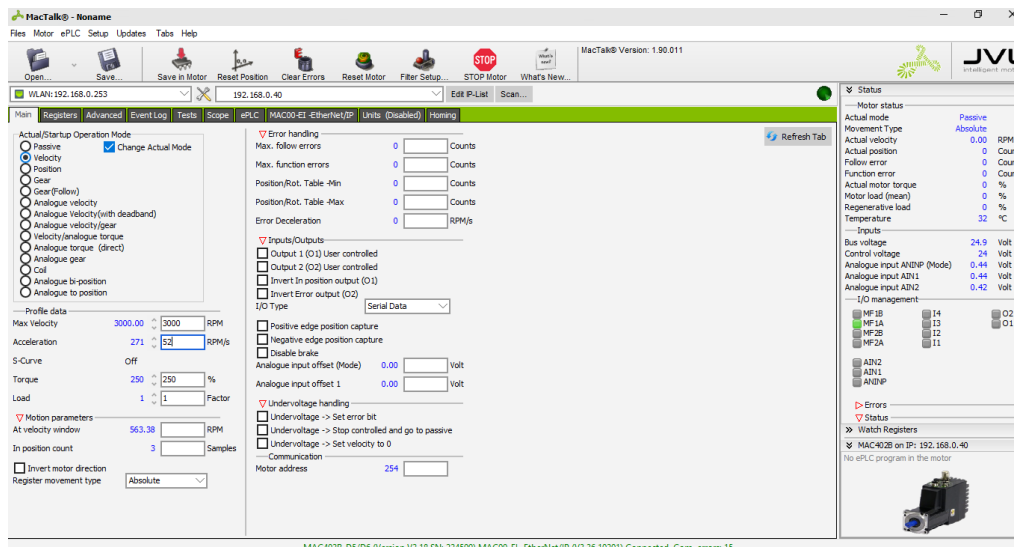 MacTalk® - Noname
Files Motor ePLC Setup Updates Tabs Help
Open... Save... Save in Motor Reset Position Clear Errors Reset Motor Filter Setup... STOP STOP Motor What's new? What's New... MacTalk® Version: 1.90.011
JVL
intelligent
WLAN: 192.168.0.253 192.168.0.40 Edit IP-List Scan...
Main Registers Advanced Event Log Tests Scope ePLC MAC00-EI -EtherNet/IP Units (Disabled) Homing
Actual/Startup Operation Mode
Passive Change Actual Mode
Velocity
Position
Gear
Gear(Follow)
Analogue velocity
Analogue Velocity(with deadband)
Analogue velocity/gear
Velocity/analogue torque
Analogue torque (direct)
Analogue gear
Coil
Analogue bi-position
Analogue to position
Profile data
Max Velocity 3000.00 3000 RPM
Acceleration 271 52 RPM/s
S-Curve Off
Torque 250 250 %
Load 1 1 Factor
Motion parameters
At velocity window 563.38 RPM
In position count 3 Samples
Invert motor direction
Register movement type Absolute
Error handling
Max. follow errors 0 Counts
Max. function errors 0 Counts
Position/Rot. Table -Min 0 Counts
Position/Rot. Table -Max 0 Counts
Error Deceleration 0 RPM/s
Inputs/Outputs
Output 1 (O1) User controlled
Output 2 (O2) User controlled
Invert In position output (O1)
Invert Error output (O2)
I/O Type Serial Data
Positive edge position capture
Negative edge position capture
Disable brake
Analogue input offset (Mode) 0.00 Volt
Analogue input offset 1 0.00 Volt
Undervoltage handling
Undervoltage -> Set error bit
Undervoltage -> Stop controlled and go to passive
Undervoltage -> Set velocity to 0
Communication
Motor address 254
Refresh Tab
Status
Motor status
Actual mode Passive
Movement Type Absolute
Actual velocity 0.00 RPM
Actual position 0 Coun
Follow error 0 Coun
Function error 0 Coun
Actual motor torque 0 %
Motor load (mean) 0 %
Regenerative load 0 %
Temperature 32 °C
Inputs
Bus voltage 24.9 Volt
Control voltage 24 Volt
Analogue input ANINP (Mode) 0.44 Volt
Analogue input AIN1 0.44 Volt
Analogue input AIN2 0.42 Volt
I/O management
MF1B I4 O2
MF1A I3 O1
MF2B I2
MF2A I1
AIN2
AIN1
ANINP
Errors
Status
Watch Registers
MAC402B on IP: 192.168.0.40
No ePLC program in the motor